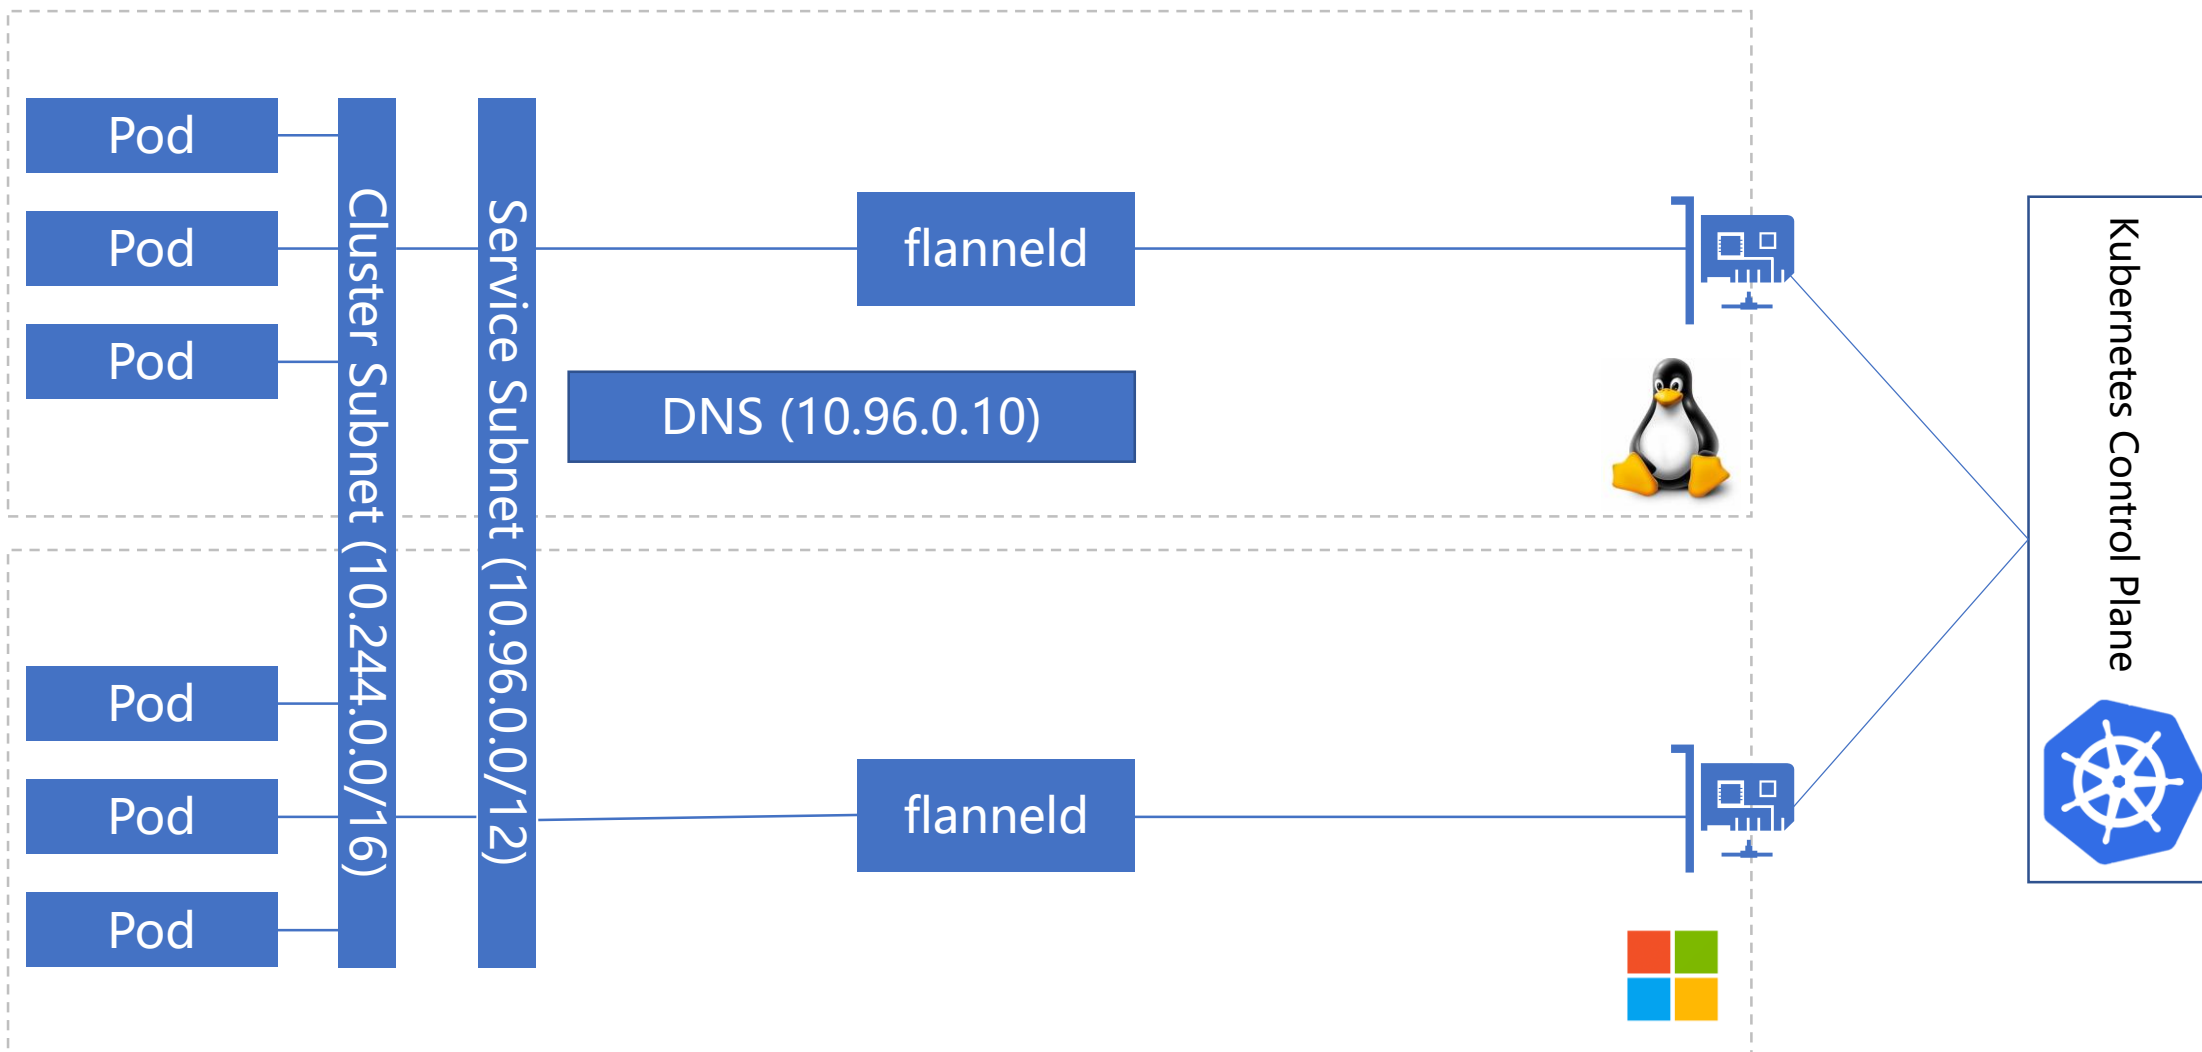 Pod
Pod
Pod
Cluster Subnet (10.244.0.0/16)
Service Subnet (10.96.0.0/12)
flanneld
DNS (10.96.0.10)
Kubernetes Control Plane
Pod
Pod
Pod
flanneld